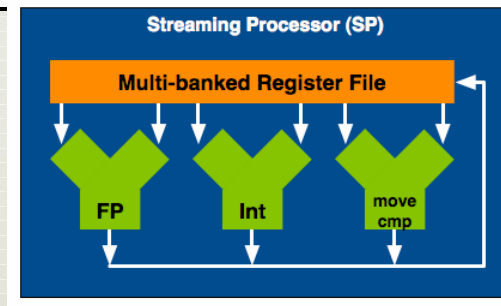 Streaming Processor (SP)
Multi-banked Register File
FP
Int
move
cmp